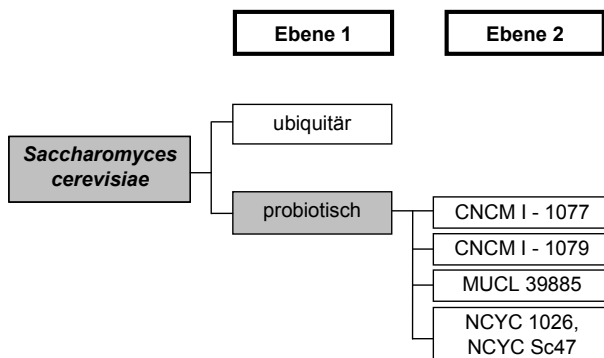 Ebene 1
Ebene 2
ubiquitär
Saccharomyces
cerevisiae
probiotisch
CNCM I - 1077
CNCM I - 1079
MUCL 39885
NCYC 1026,
NCYC Sc47